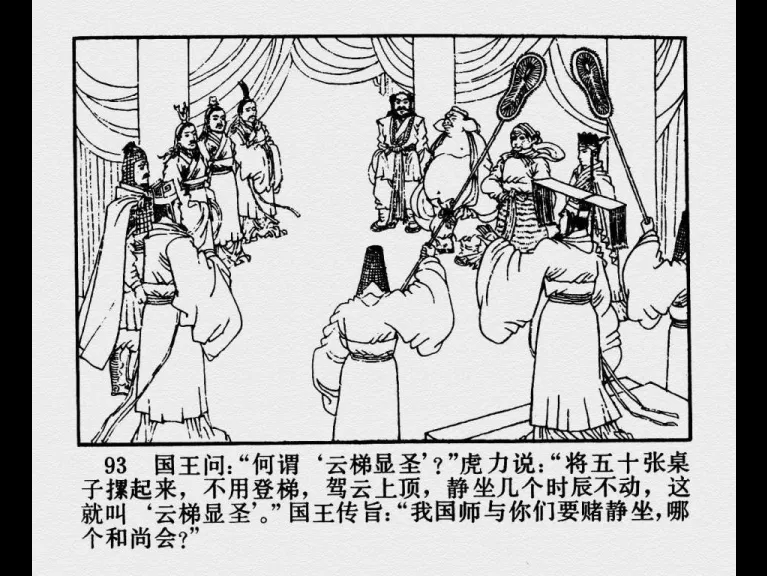 93 国王问:“何谓‘云梯显圣’?”虎力说:“将五十张桌
子摞起来，不用登梯，驾云上顶，静坐几个时辰不动，这
就叫‘云梯显圣’。”国王传旨:“我国师与你们要赌静坐,哪
个和尚会?”